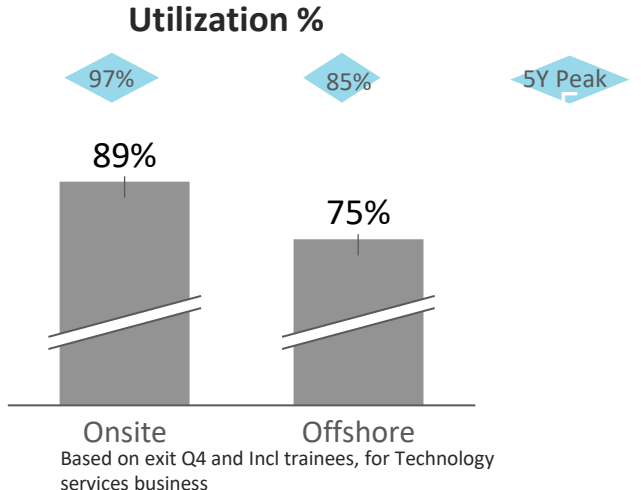 Utilization %
97%
85%
5Y Peak
89%
75%
Onsite
Offshore
Based on exit Q4 and Incl trainees, for Technology
services business